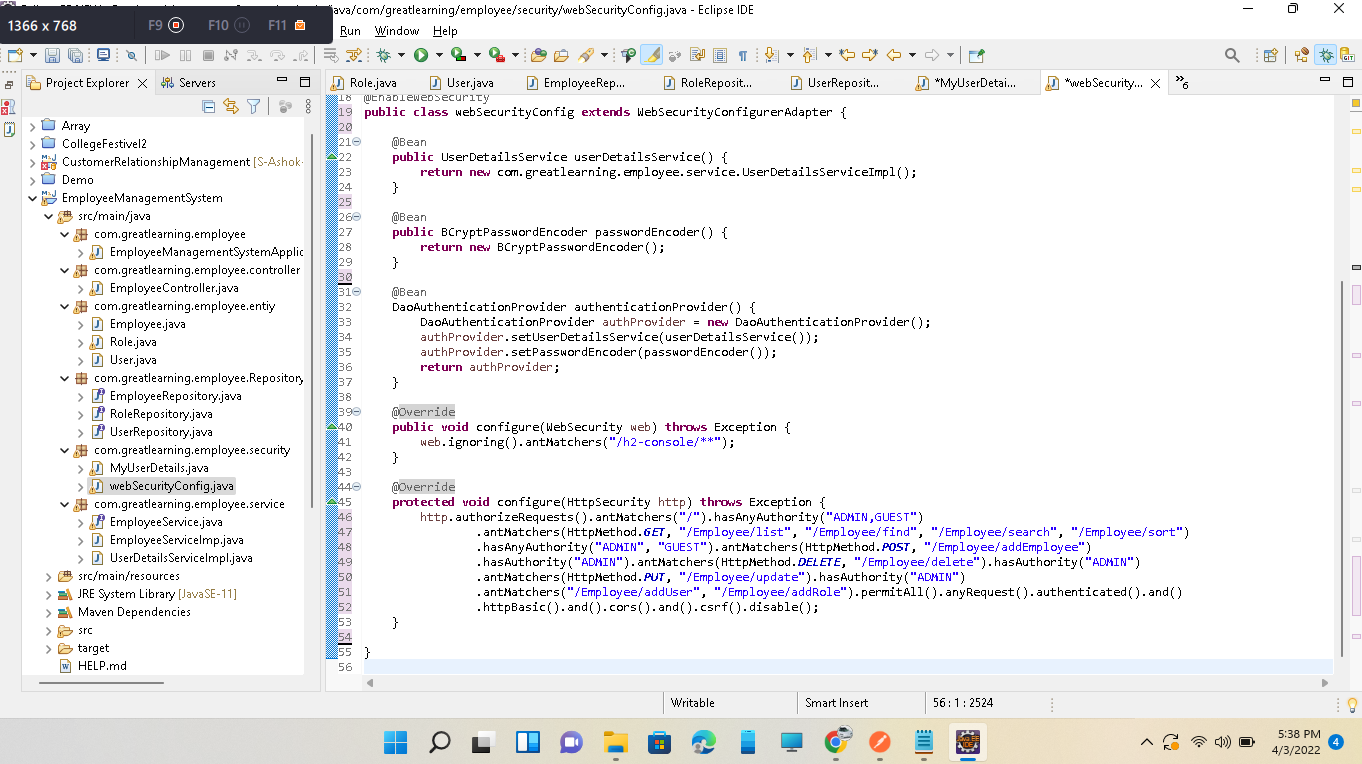 1366 x 768
F9
F10
F11
/java/com/greatlearning/employee/security/webSecurityConfig.java - Eclipse IDE
Run Window Help
Project Explorer
Servers
Role.java
User.java
EmployeeRep...
RoleReposit...
UserReposit...
*MyUserDetai...
*webSecurity...
»6
Array
CollegeFestivel2
CustomerRelationshipManagement [S-Ashok-
Demo
EmployeeManagementSystem
src/main/java
com.greatlearning.employee
EmployeeManagementSystemApplic
com.greatlearning.employee.controller
EmployeeController.java
com.greatlearning.employee.entiy
Employee.java
Role.java
User.java
com.greatlearning.employee.Repository
EmployeeRepository.java
RoleRepository.java
UserRepository.java
com.greatlearning.employee.security
MyUserDetails.java
webSecurityConfig.java
com.greatlearning.employee.service
EmployeeService.java
EmployeeServiceImp.java
UserDetailsServiceImpl.java
src/main/resources
JRE System Library [JavaSE-11]
Maven Dependencies
src
target
HELP.md
18 @EnableWebSecurity
19 public class webSecurityConfig extends WebSecurityConfigurerAdapter {
20
21 @Bean
22 public UserDetailsService userDetailsService() {
23 return new com.greatlearning.employee.service.UserDetailsServiceImpl();
24 }
25
26 @Bean
27 public BCryptPasswordEncoder passwordEncoder() {
28 return new BCryptPasswordEncoder();
29 }
30
31 @Bean
32 DaoAuthenticationProvider authenticationProvider() {
33 DaoAuthenticationProvider authProvider = new DaoAuthenticationProvider();
34 authProvider.setUserDetailsService(userDetailsService());
35 authProvider.setPasswordEncoder(passwordEncoder());
36 return authProvider;
37 }
38
39 @Override
40 public void configure(WebSecurity web) throws Exception {
41 web.ignoring().antMatchers("/h2-console/**");
42 }
43
44 @Override
45 protected void configure(HttpSecurity http) throws Exception {
46 http.authorizeRequests().antMatchers("/").hasAnyAuthority("ADMIN,GUEST")
47 .antMatchers(HttpMethod.GET, "/Employee/list", "/Employee/find", "/Employee/search", "/Employee/sort")
48 .hasAnyAuthority("ADMIN", "GUEST").antMatchers(HttpMethod.POST, "/Employee/addEmployee")
49 .hasAuthority("ADMIN").antMatchers(HttpMethod.DELETE, "/Employee/delete").hasAuthority("ADMIN")
50 .antMatchers(HttpMethod.PUT, "/Employee/update").hasAuthority("ADMIN")
51 .antMatchers("/Employee/addUser", "/Employee/addRole").permitAll().anyRequest().authenticated().and()
52 .httpBasic().and().cors().and().csrf().disable();
53 }
54
55 }
56
Writable
Smart Insert
56 : 1 : 2524
5:38 PM
4/3/2022
4